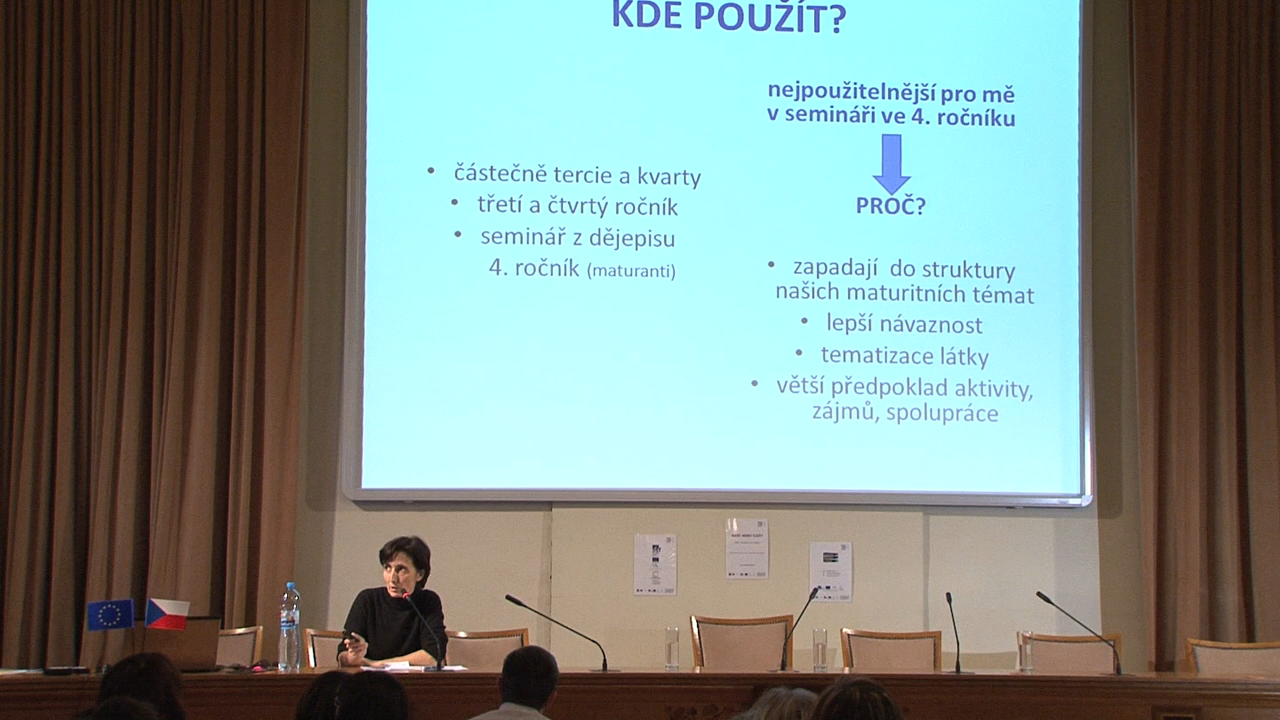 KDE POUŽÍT?
nejpoužitelnější pro mě
v semináři ve 4. ročníku
PROČ?
• částečně tercie a kvarty
• třetí a čtvrtý ročník
• seminář z dějepisu
4. ročník (maturanti)
• zapadají do struktury
našich maturitních témat
• lepší návaznost
• tematizace látky
• větší předpoklad aktivity,
zájmů, spolupráce